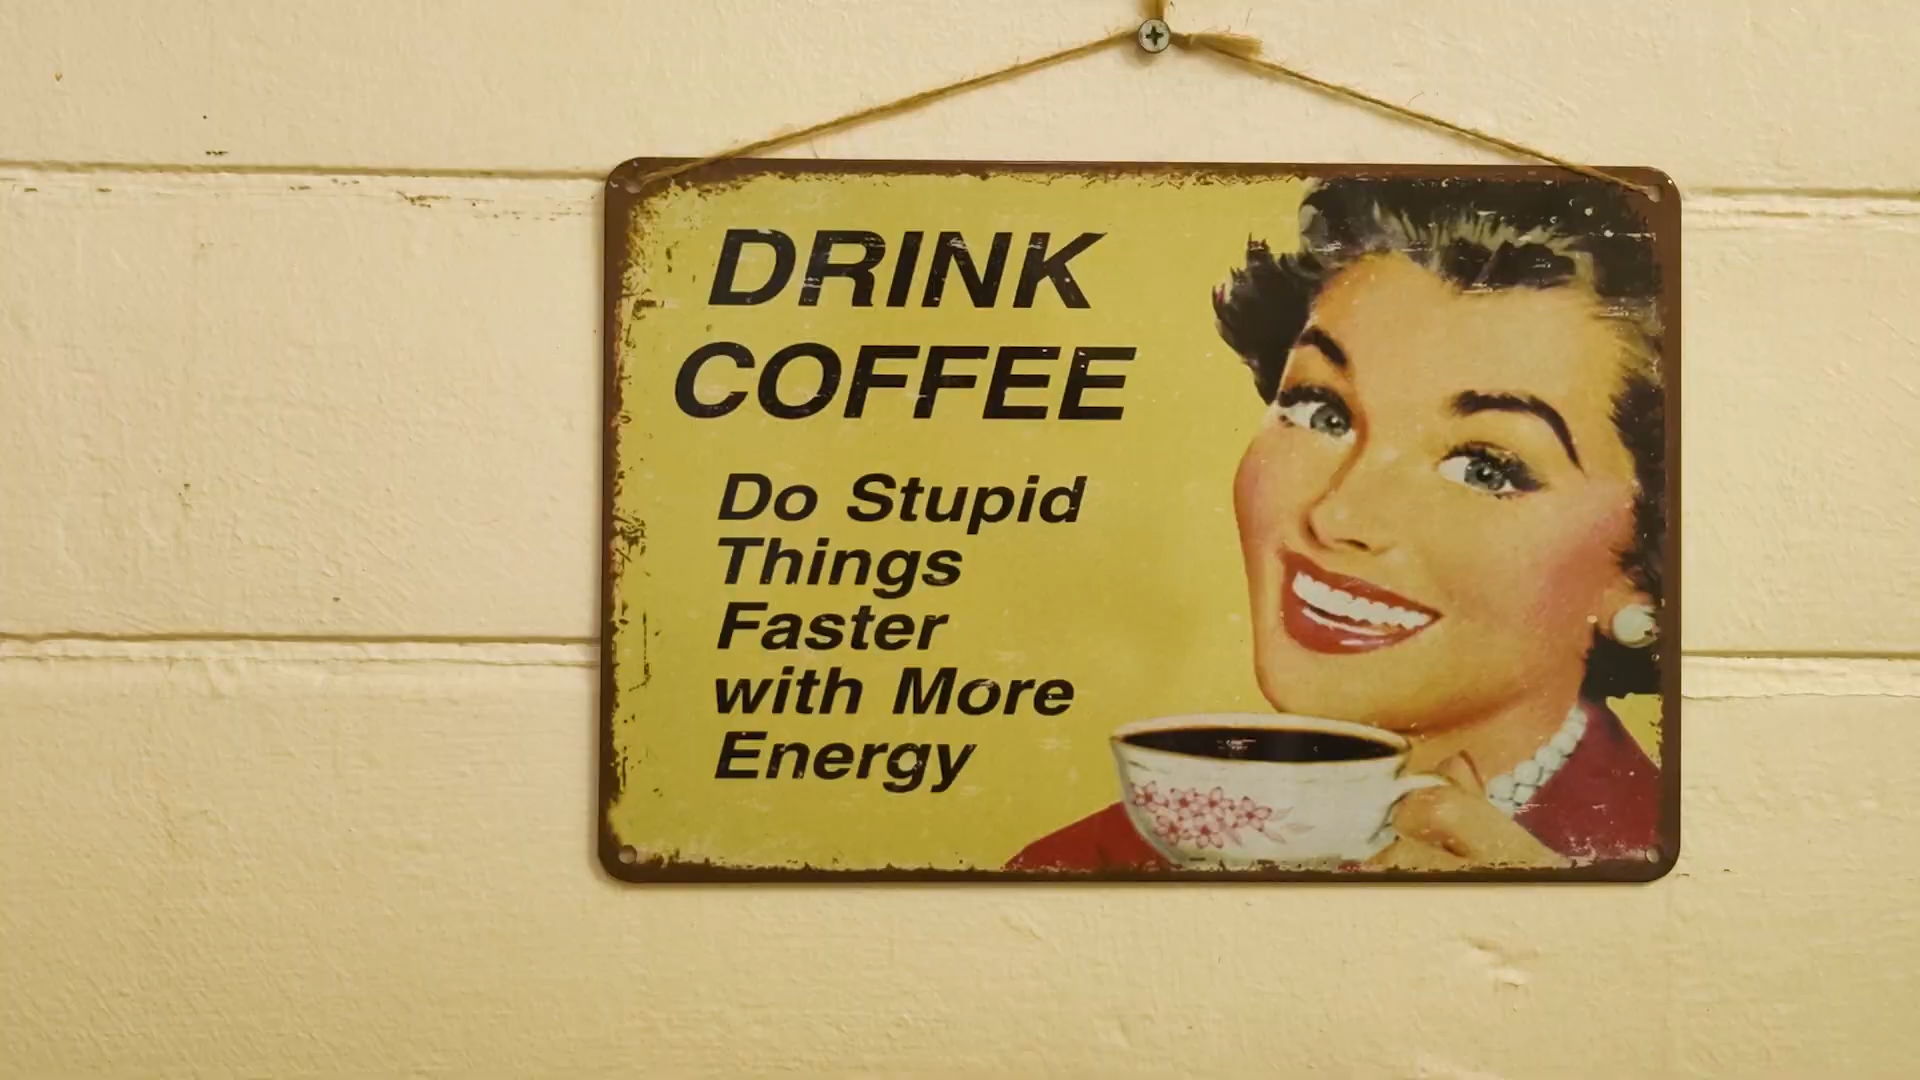 DRINK
COFFEE
Do Stupid
Things
Faster
with More
Energy